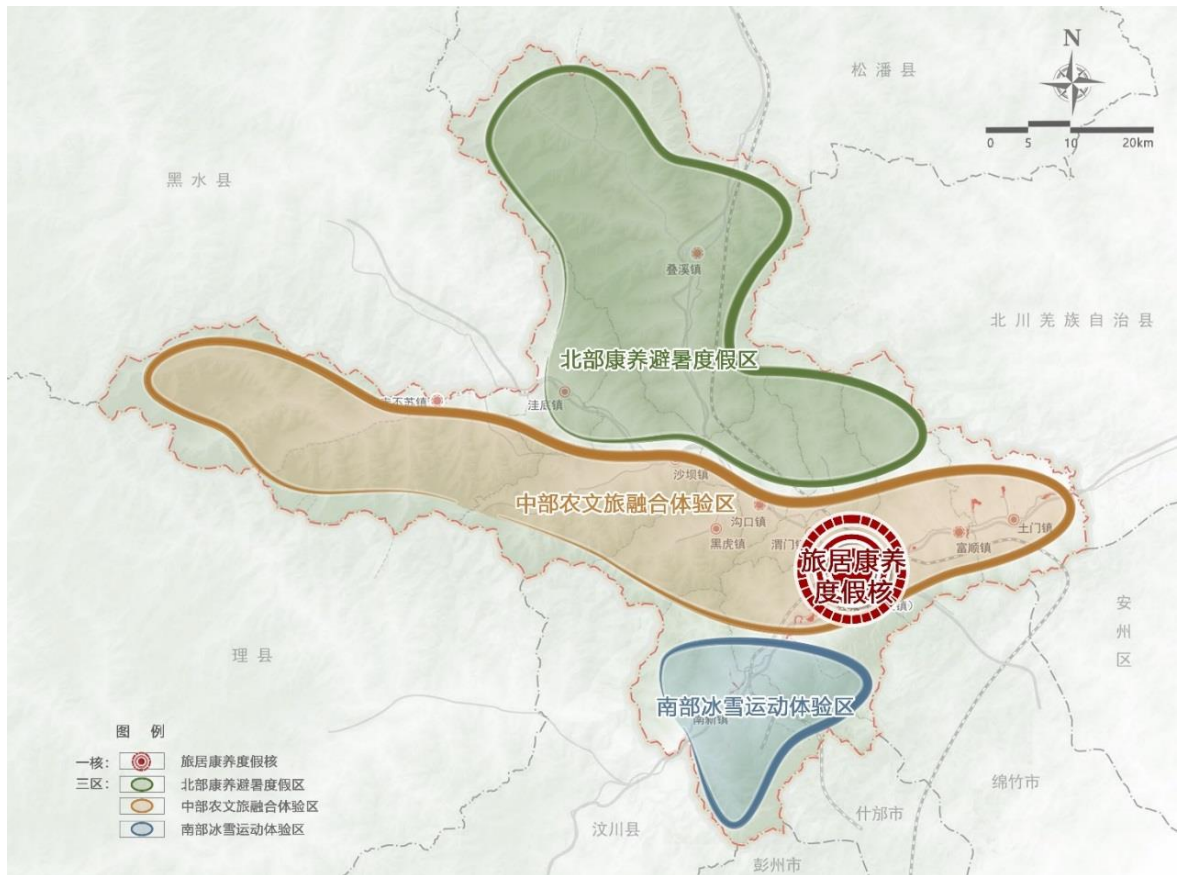 N
松潘县
0 5 10 20km
黑水县
叠溪镇
北川羌族自治县
北部康养避暑度假区
洼底镇
沙坝镇
中部农文旅融合体验区
沟口镇
黑虎镇
渭门
富顺镇
土门镇
旅居康养
度假核
镇)
安州区
理县
南部冰雪运动体验区
南新镇
图 例
一核: 旅居康养度假核
三区: 北部康养避暑度假区
中部农文旅融合体验区
南部冰雪运动体验区
汶川县
绵竹市
什邡市
彭州市